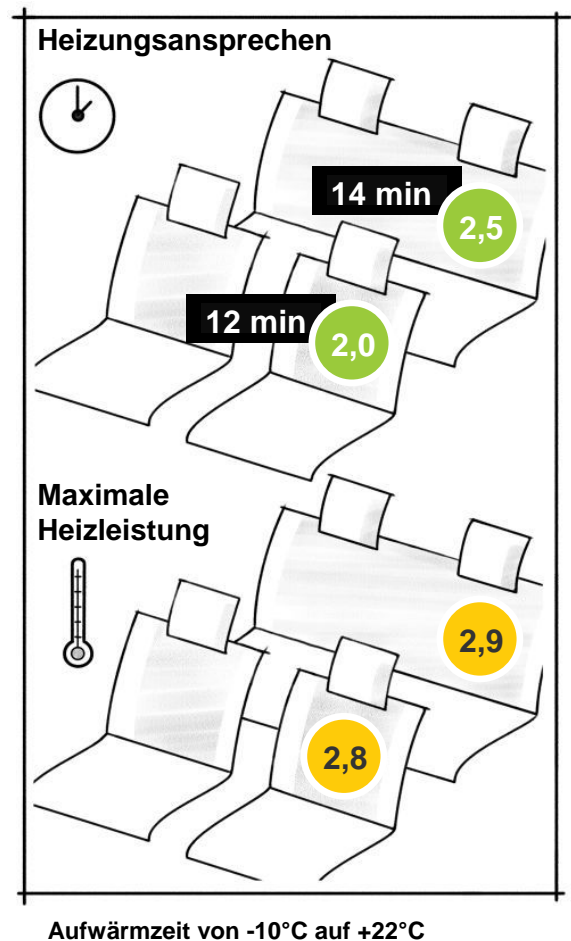 Heizungsansprechen
14 min
2,5
12 min
2,0
Maximale
Heizleistung
2,9
2,8
Aufwärmzeit von -10°C auf +22°C